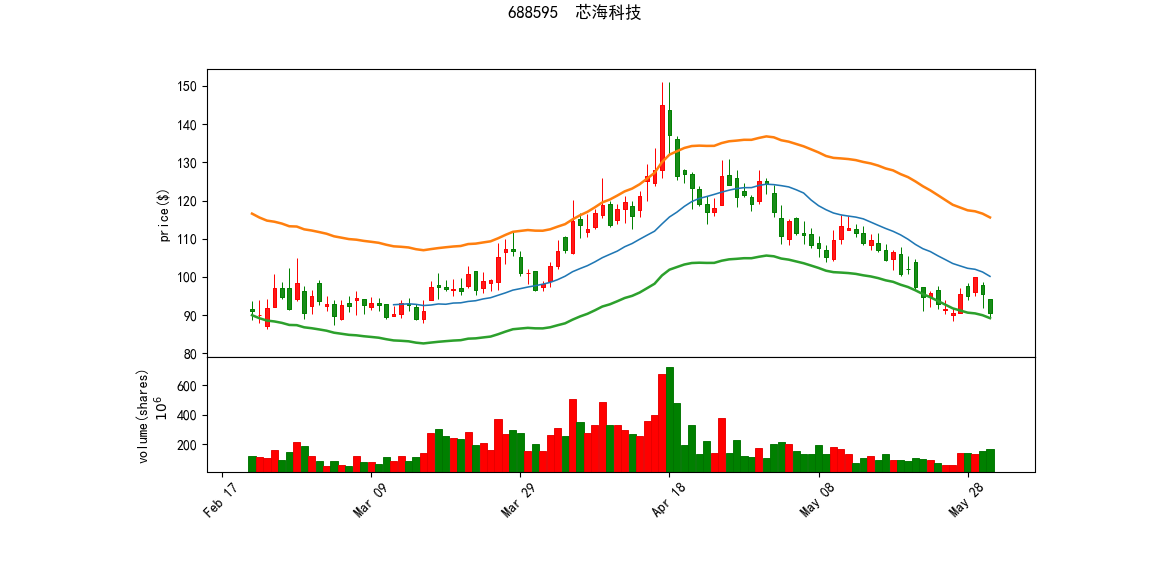 688595 芯海科技
price($)
150
140
130
120
110
100
90
80
volume(shares)
10^6
600
400
200
Feb 17
Mar 09
Mar 29
Apr 18
May 08
May 28